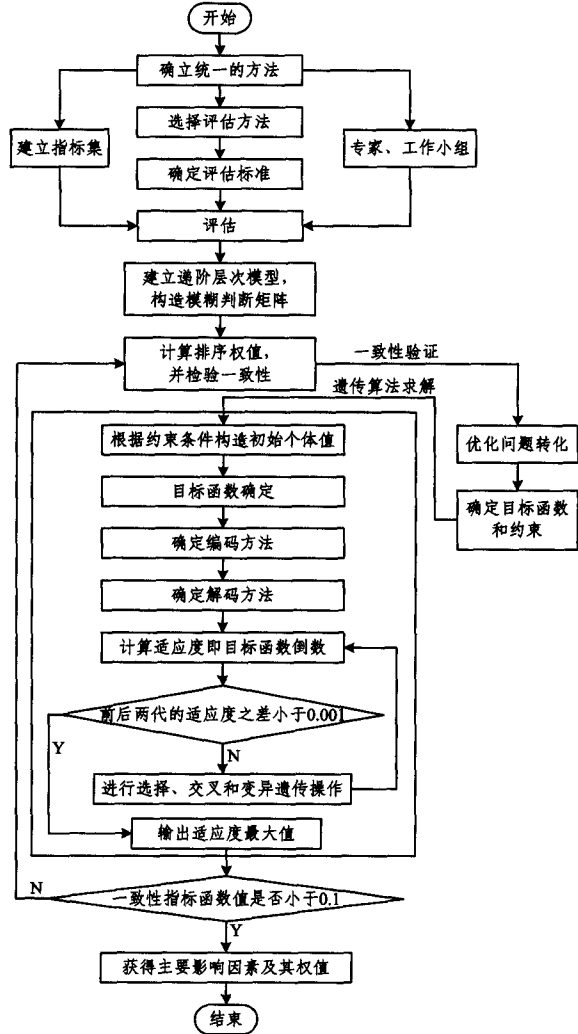 开始
确立统一的方法
选择评估方法
建立指标集
专家、工作小组
确定评估标准
评估
建立递阶层次模型，
构造模糊判断矩阵
计算排序权值，
并检验一致性
一致性验证
遗传算法求解
根据约束条件构造初始个体值
优化问题转化
目标函数确定
确定目标函数
和约束
确定编码方法
确定解码方法
计算适应度即目标函数倒数
前后两代的适应度之差小于0.001
Y
N
进行选择、交叉和变异遗传操作
输出适应度最大值
N
一致性指标函数值是否小于0.1
Y
获得主要影响因素及其权值
结束